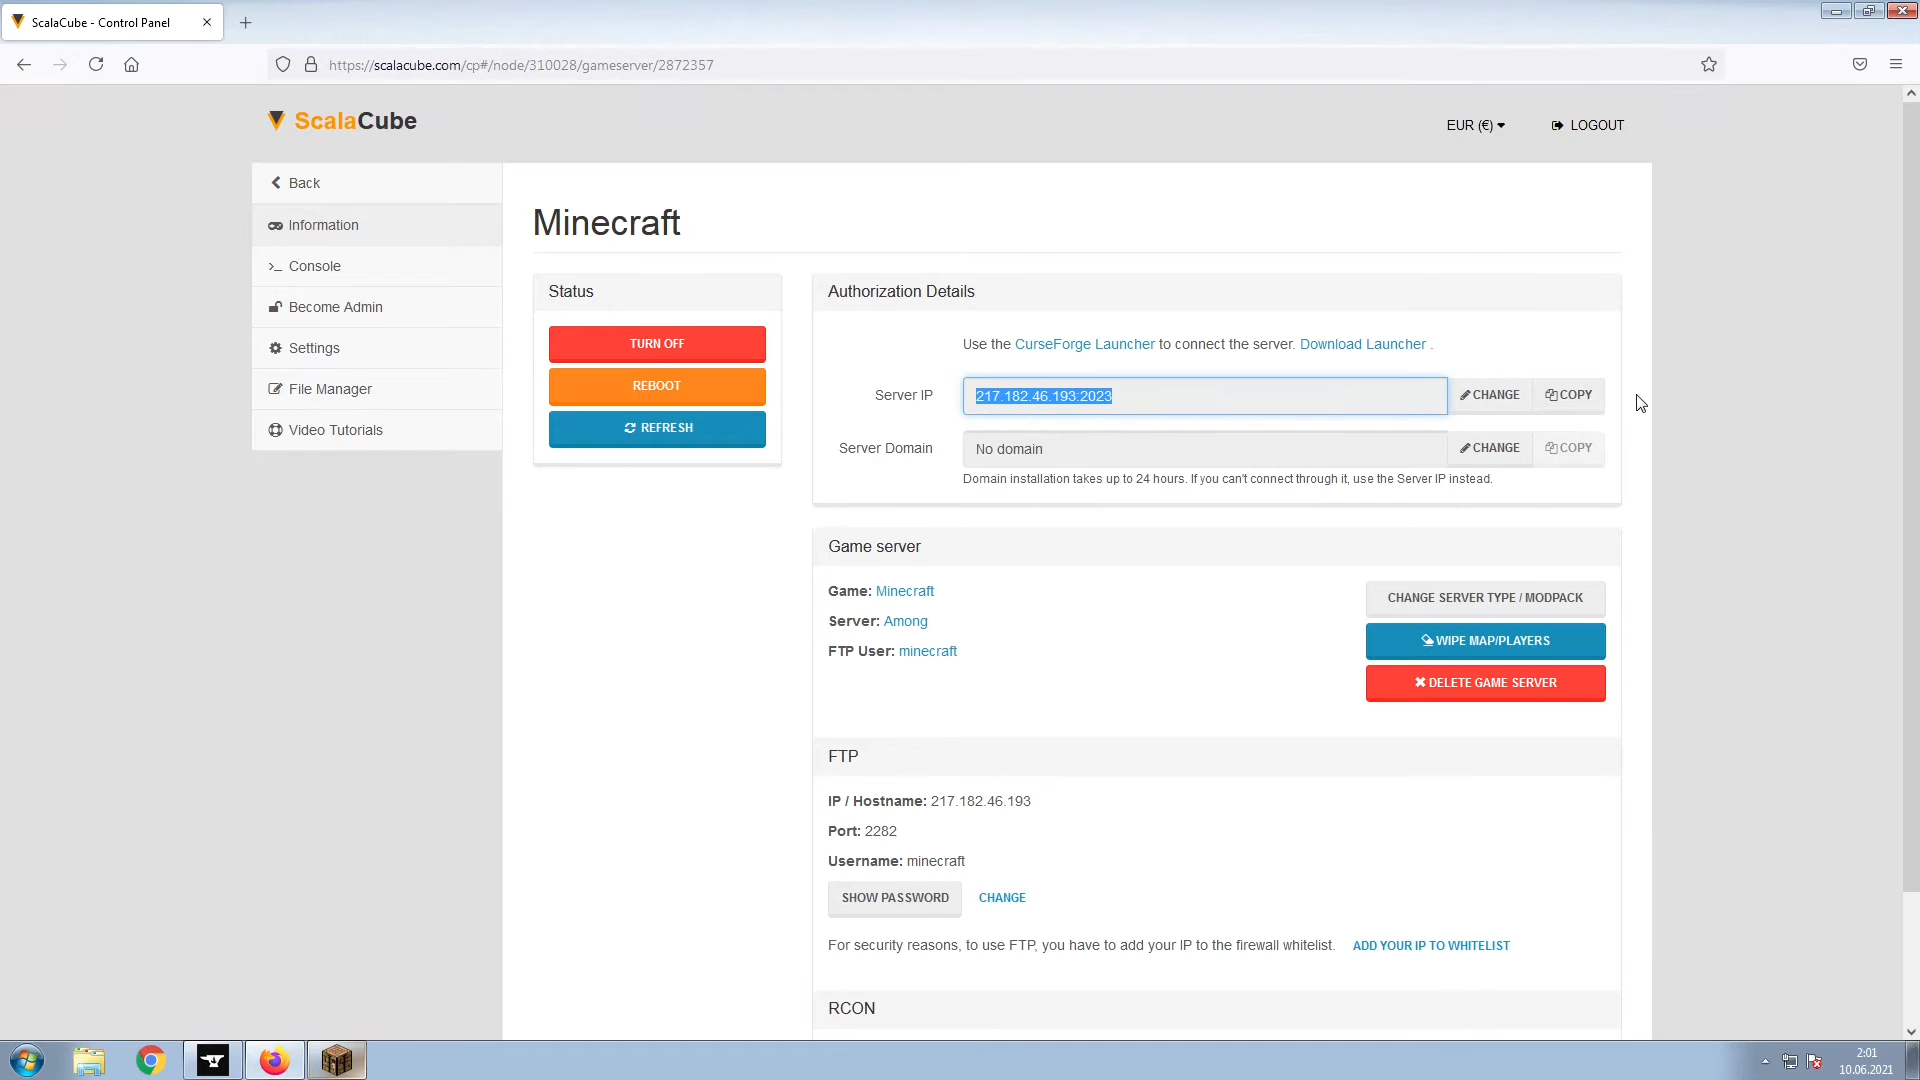 ScalaCube - Control Panel
https://scalacube.com/cp#/node/310028/gameserver/2872357
ScalaCube
EUR (€)
LOGOUT
Back
Information
Console
Become Admin
Settings
File Manager
Video Tutorials
Minecraft
Status
TURN OFF
REBOOT
REFRESH
Authorization Details
Use the CurseForge Launcher to connect the server. Download Launcher .
Server IP
217.182.46.193:2023
CHANGE
COPY
Server Domain
No domain
CHANGE
COPY
Domain installation takes up to 24 hours. If you can't connect through it, use the Server IP instead.
Game server
Game: Minecraft
Server: Among
FTP User: minecraft
CHANGE SERVER TYPE / MODPACK
WIPE MAP/PLAYERS
DELETE GAME SERVER
FTP
IP / Hostname: 217.182.46.193
Port: 2282
Username: minecraft
SHOW PASSWORD
CHANGE
For security reasons, to use FTP, you have to add your IP to the firewall whitelist.
ADD YOUR IP TO WHITELIST
RCON
2:01
10.06.2021